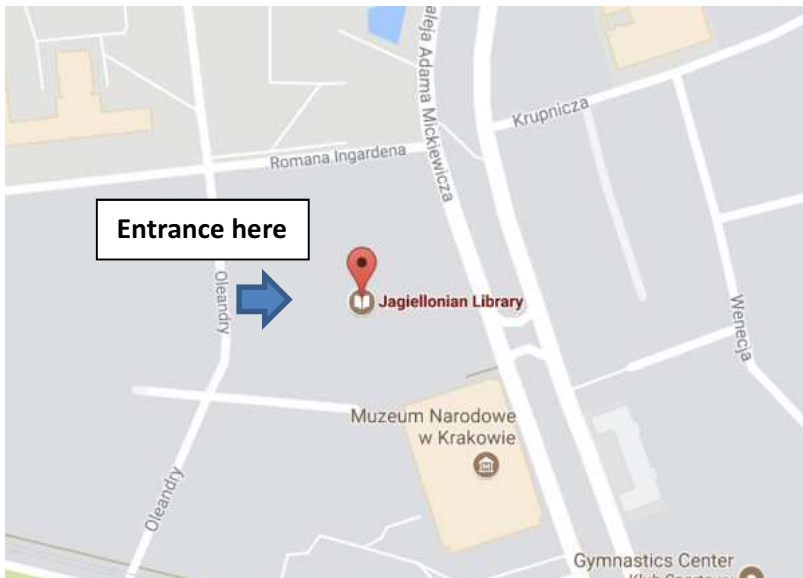 aleja Adama Mickiewicza
Krupnicza
Romana Ingardena
Entrance here
Oleandry
Jagiellonian Library
Wenecja
Muzeum Narodowe
w Krakowie
Oleandry
Gymnastics Center